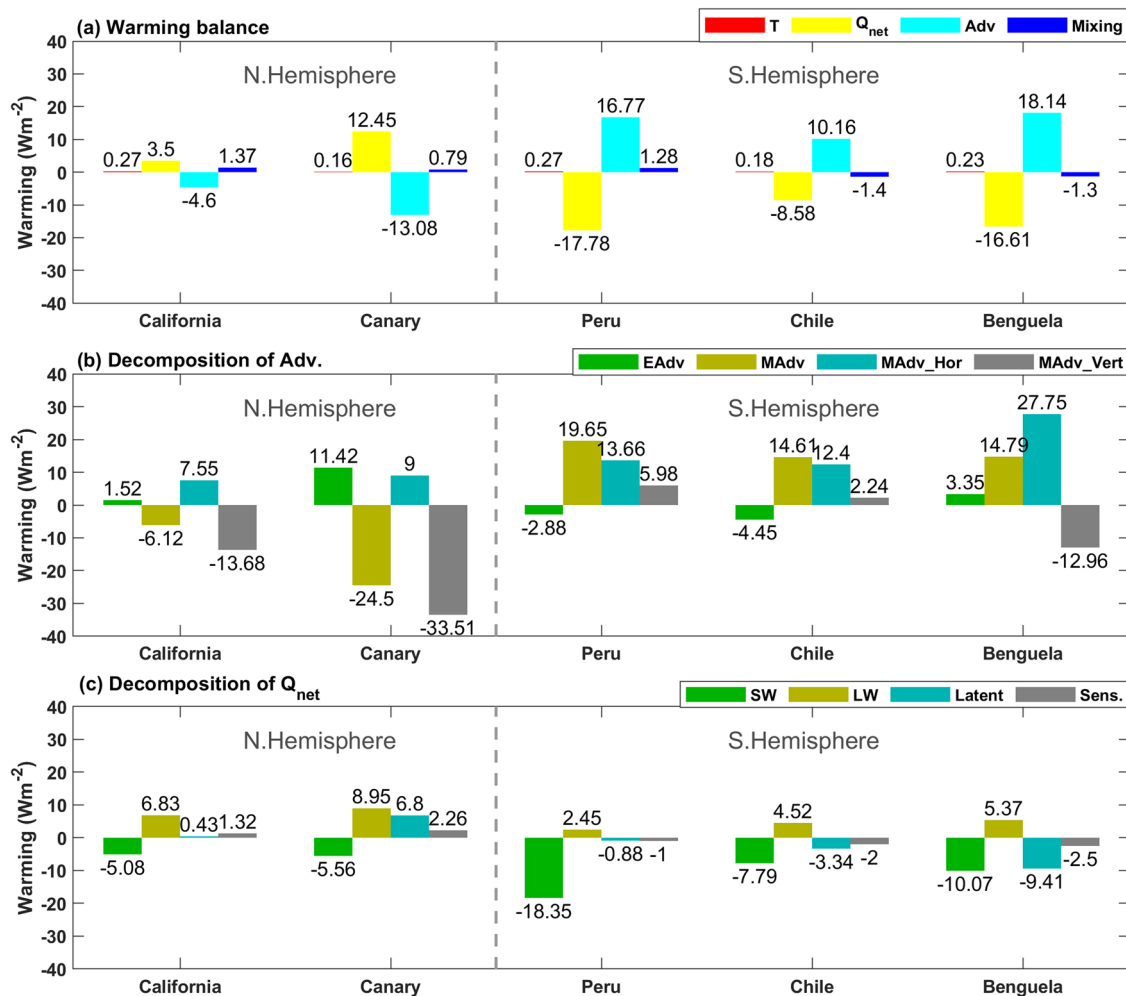 (a) Warming balance
T Q_net Adv Mixing
N.Hemisphere S.Hemisphere
Warming (Wm^-2)
40
30
20
10
0
-10
-20
-30
-40
0.27 3.5 -4.6 1.37
0.16 12.45 -13.08 0.79
0.27 -17.78 16.77 1.28
0.18 -8.58 10.16 -1.4
0.23 -16.61 18.14 -1.3
California Canary Peru Chile Benguela
(b) Decomposition of Adv.
EAdv MAdv MAdv_Hor MAdv_Vert
N.Hemisphere S.Hemisphere
Warming (Wm^-2)
40
30
20
10
0
-10
-20
-30
-40
1.52 -6.12 7.55 -13.68
11.42 -24.5 9 -33.51
-2.88 19.65 13.66 5.98
-4.45 14.61 12.4 2.24
3.35 14.79 27.75 -12.96
California Canary Peru Chile Benguela
(c) Decomposition of Q_net
SW LW Latent Sens.
N.Hemisphere S.Hemisphere
Warming (Wm^-2)
40
30
20
10
0
-10
-20
-30
-40
-5.08 6.83 0.43 1.32
-5.56 8.95 6.8 2.26
-18.35 2.45 -0.88 -1
-7.79 4.52 -3.34 -2
-10.07 5.37 -9.41 -2.5
California Canary Peru Chile Benguela